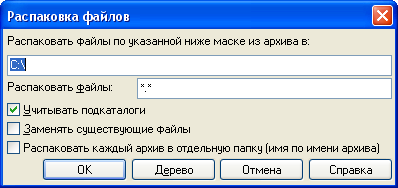 Распаковка файлов
Распаковать файлы по указанной ниже маске из архива в:
C:\
Распаковать файлы:
*.*
Учитывать подкаталоги
Заменять существующие файлы
Распаковать каждый архив в отдельную папку (имя по имени архива)
OK
Дерево
Отмена
Справка